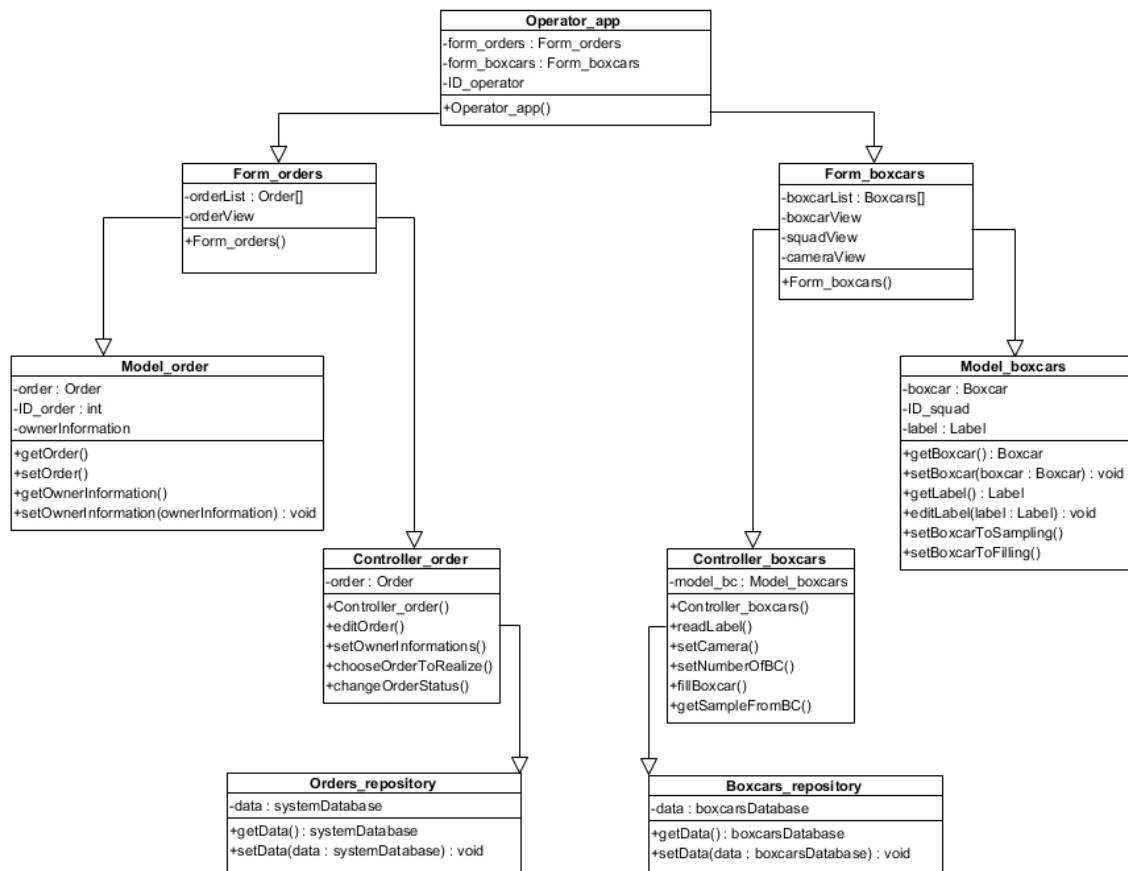 Operator_app
-form_orders : Form_orders
-form_boxcars : Form_boxcars
-ID_operator
+Operator_app()
Form_orders
-orderList : Order[]
-orderView
+Form_orders()
Form_boxcars
-boxcarList : Boxcars[]
-boxcarView
-squadView
-cameraView
+Form_boxcars()
Model_order
-order : Order
-ID_order : int
-ownerInformation
+getOrder()
+setOrder()
+getOwnerInformation()
+setOwnerInformation(ownerInformation) : void
Model_boxcars
-boxcar : Boxcar
-ID_squad
-label : Label
+getBoxcar() : Boxcar
+setBoxcar(boxcar : Boxcar) : void
+getLabel() : Label
+editLabel(label : Label) : void
+setBoxcarToSampling()
+setBoxcarToFilling()
Controller_order
-order : Order
+Controller_order()
+editOrder()
+setOwnerInformations()
+chooseOrderToRealize()
+changeOrderStatus()
Controller_boxcars
-model_bc : Model_boxcars
+Controller_boxcars()
+readLabel()
+setCamera()
+setNumberOfBC()
+fillBoxcar()
+getSampleFromBC()
Orders_repository
-data : systemDatabase
+getData() : systemDatabase
+setData(data : systemDatabase) : void
Boxcars_repository
-data : boxcarsDatabase
+getData() : boxcarsDatabase
+setData(data : boxcarsDatabase) : void